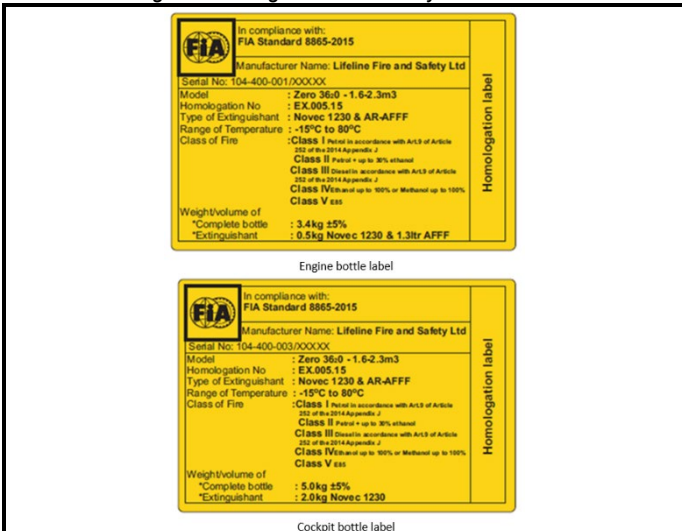 FIA
In compliance with:
FIA Standard 8865-2015
Manufacturer Name: Lifeline Fire and Safety Ltd
Serial No: 104-400-001/XXXXX
Model : Zero 360 - 1.6-2.3m3
Homologation No : EX.005.15
Type of Extinguishant : Novec 1230 & AR-AFFF
Range of Temperature : -15ºC to 80ºC
Class of Fire :Class I Petrol in accordance with Art.9 of Article
252 of the 2014 Appendix J
Class II Petrol + up to 30% ethanol
Class III Diesel in accordance with Art.9 of Article
252 of the 2014 Appendix J
Class IV Ethanol up to 100% or Methanol up to 100%
Class V E85
Weight/volume of
*Complete bottle : 3.4kg ±5%
*Extinguishant : 0.5kg Novec 1230 & 1.3ltr AFFF
Homologation label
Engine bottle label
FIA
In compliance with:
FIA Standard 8865-2015
Manufacturer Name: Lifeline Fire and Safety Ltd
Serial No: 104-400-003/XXXXX
Model : Zero 360 - 1.6-2.3m3
Homologation No : EX.005.15
Type of Extinguishant : Novec 1230 & AR-AFFF
Range of Temperature : -15ºC to 80ºC
Class of Fire :Class I Petrol in accordance with Art.9 of Article
252 of the 2014 Appendix J
Class II Petrol + up to 30% ethanol
Class III Diesel in accordance with Art.9 of Article
252 of the 2014 Appendix J
Class IV Ethanol up to 100% or Methanol up to 100%
Class V E85
Weight/volume of
*Complete bottle : 5.0kg ±5%
*Extinguishant : 2.0kg Novec 1230
Homologation label
Cockpit bottle label